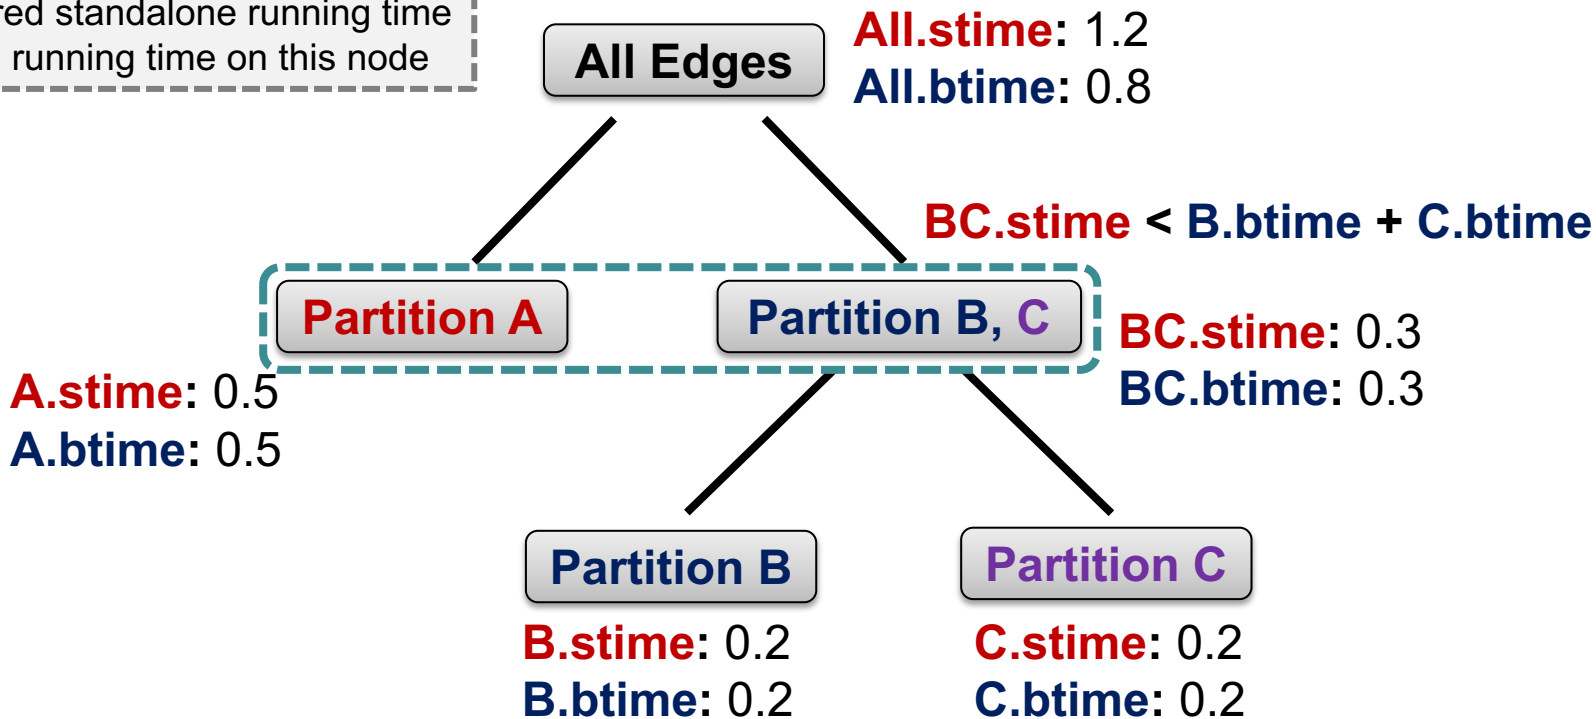 standalone running time
running time on this node
All Edges
All.stime: 1.2
All.btime: 0.8
BC.stime < B.btime + C.btime
Partition A
Partition B, C
BC.stime: 0.3
BC.btime: 0.3
A.stime: 0.5
A.btime: 0.5
Partition B
Partition C
B.stime: 0.2
B.btime: 0.2
C.stime: 0.2
C.btime: 0.2